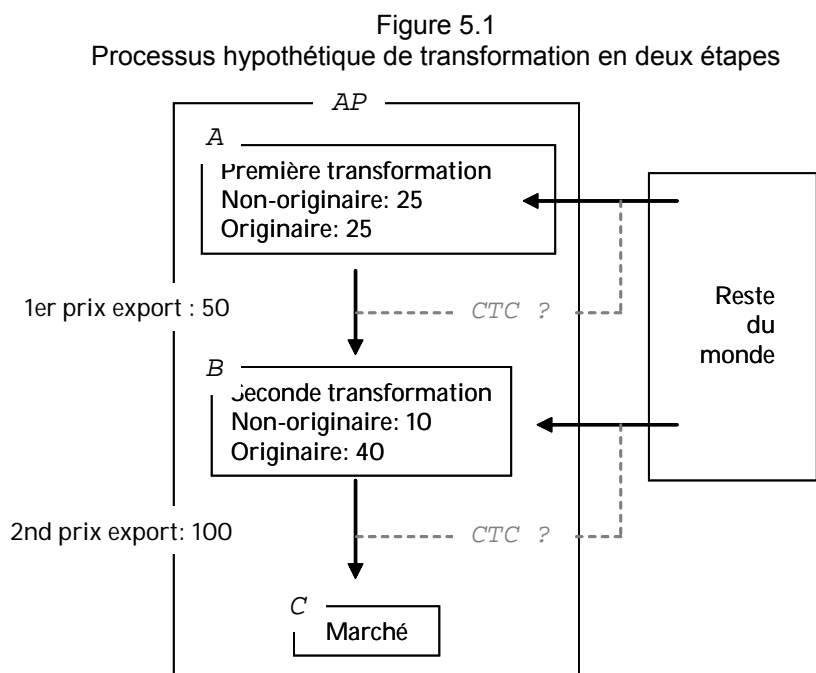 Figure 5.1
Processus hypothétique de transformation en deux étapes
AP
A
Première transformation
Non-originaire: 25
Originaire: 25
1er prix export : 50
CTC ?
Reste
du
monde
B
Seconde transformation
Non-originaire: 10
Originaire: 40
2nd prix export: 100
CTC ?
C
Marché